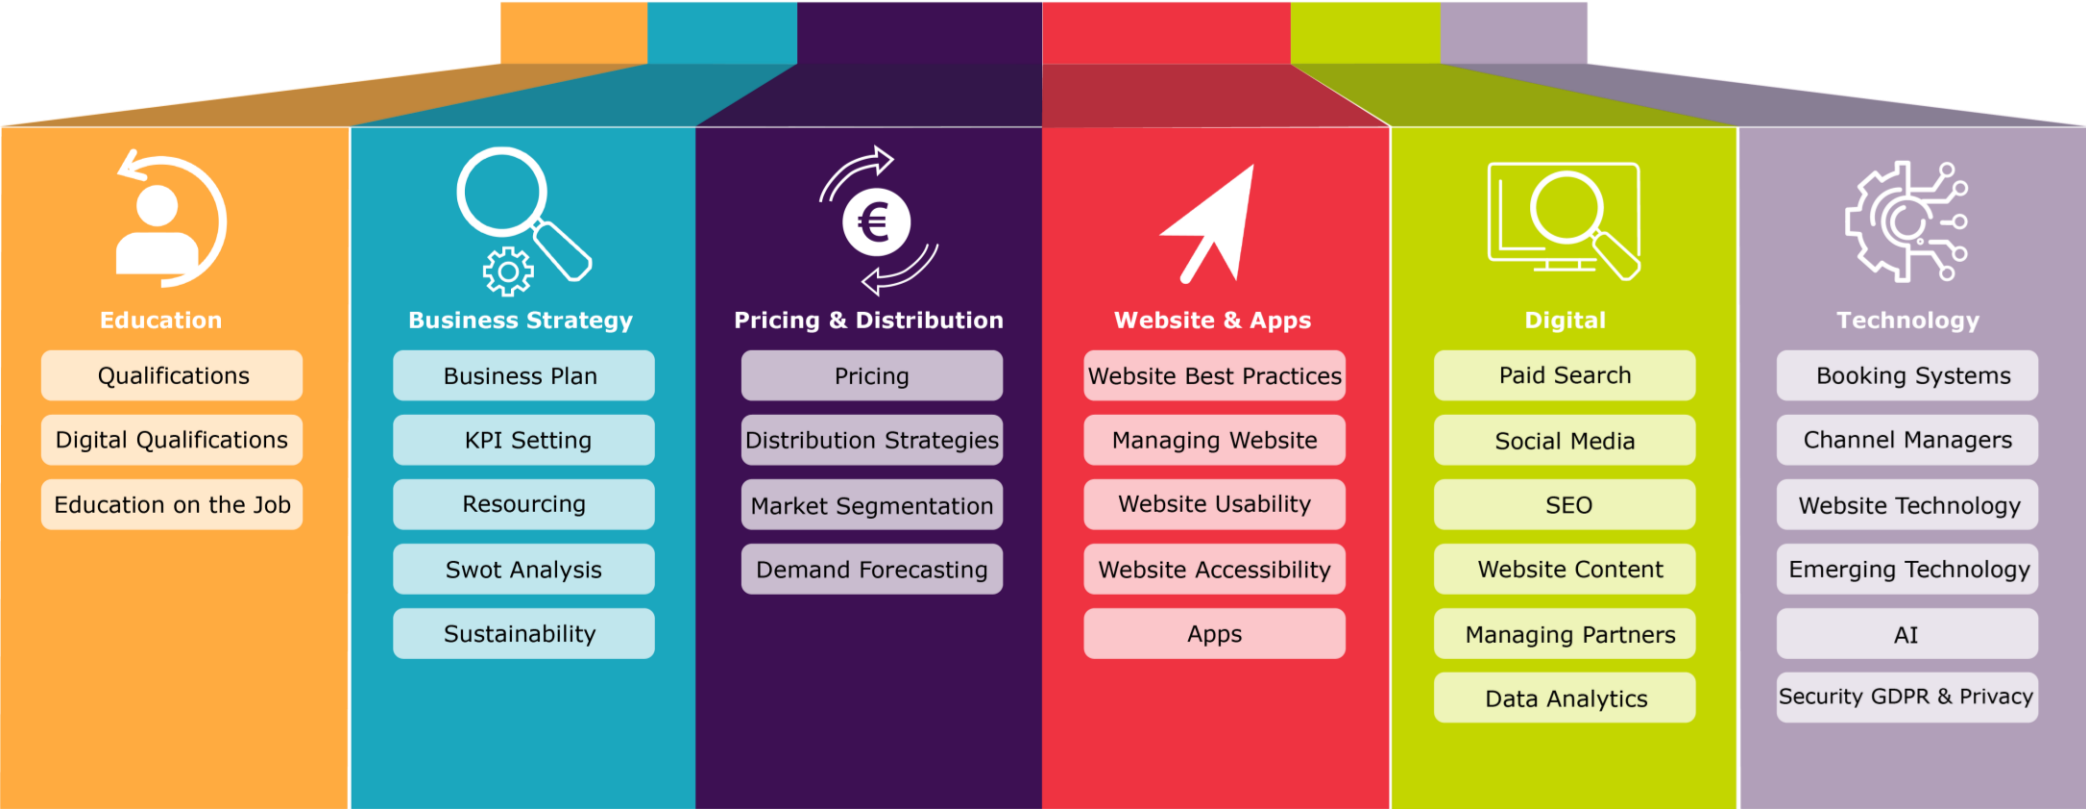 Education
Qualifications
Digital Qualifications
Education on the Job
Business Strategy
Business Plan
KPI Setting
Resourcing
Swot Analysis
Sustainability
€
Pricing & Distribution
Pricing
Distribution Strategies
Market Segmentation
Demand Forecasting
Website & Apps
Website Best Practices
Managing Website
Website Usability
Website Accessibility
Apps
Digital
Paid Search
Social Media
SEO
Website Content
Managing Partners
Data Analytics
Technology
Booking Systems
Channel Managers
Website Technology
Emerging Technology
AI
Security GDPR & Privacy